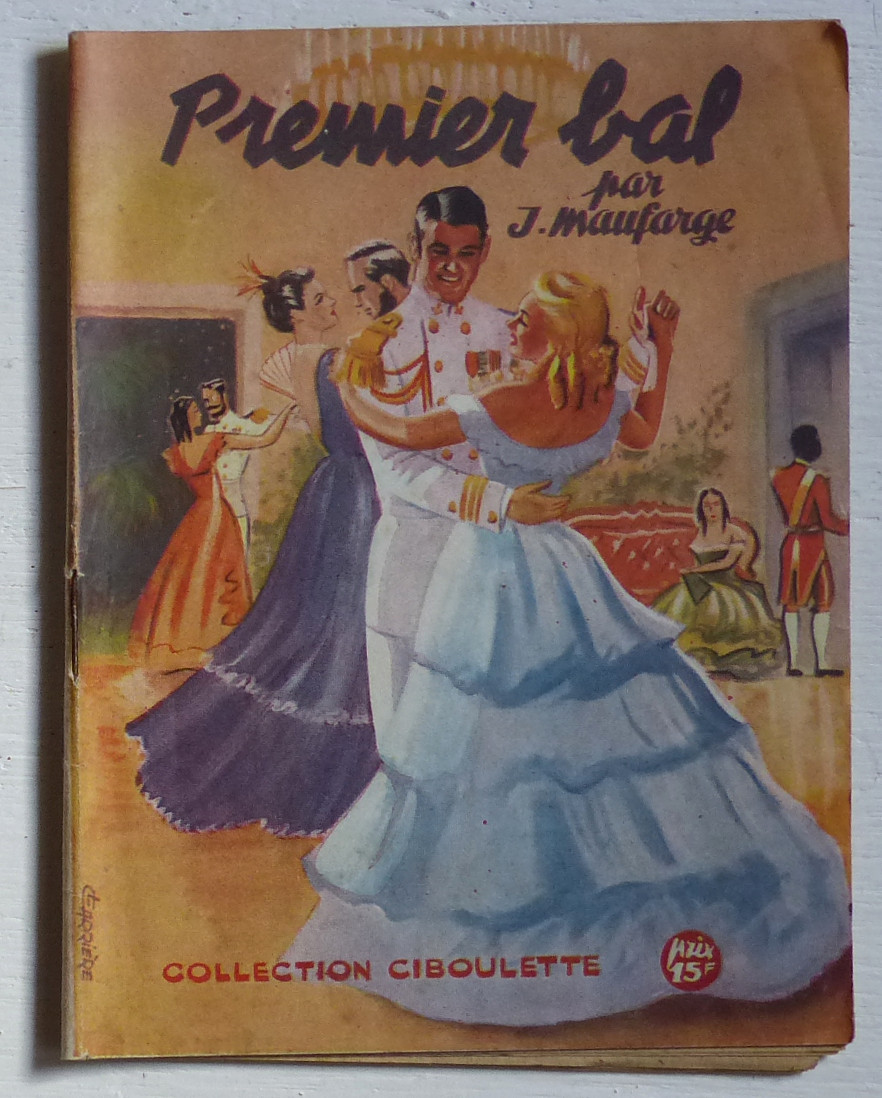 Premier bal
par
J. Maufarge
COLLECTION CIBOULETTE
Prix
15F